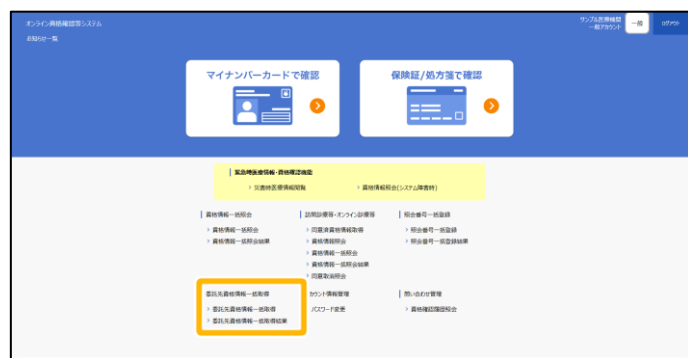 オンライン資格確認等システム
サンプル医療機関
一般アカウント
一般
ログアウト
お知らせ一覧
マイナンバーカードで確認
保険証/処方箋で確認
緊急時医療情報・資格確認機能
災害時医療情報閲覧
資格情報照会(システム障害時)
資格情報一括照会
訪問診療等・オンライン診療等
照会番号一括登録
資格情報一括照会
同意済資格情報取得
照会番号一括登録
資格情報一括照会結果
資格情報照会
照会番号一括登録結果
資格情報一括照会
資格情報一括照会結果
同意取消照会
委託先資格情報一括取得
カウント情報管理
問い合わせ管理
委託先資格情報一括取得
パスワード変更
資格確認履歴照会
委託先資格情報一括取得結果